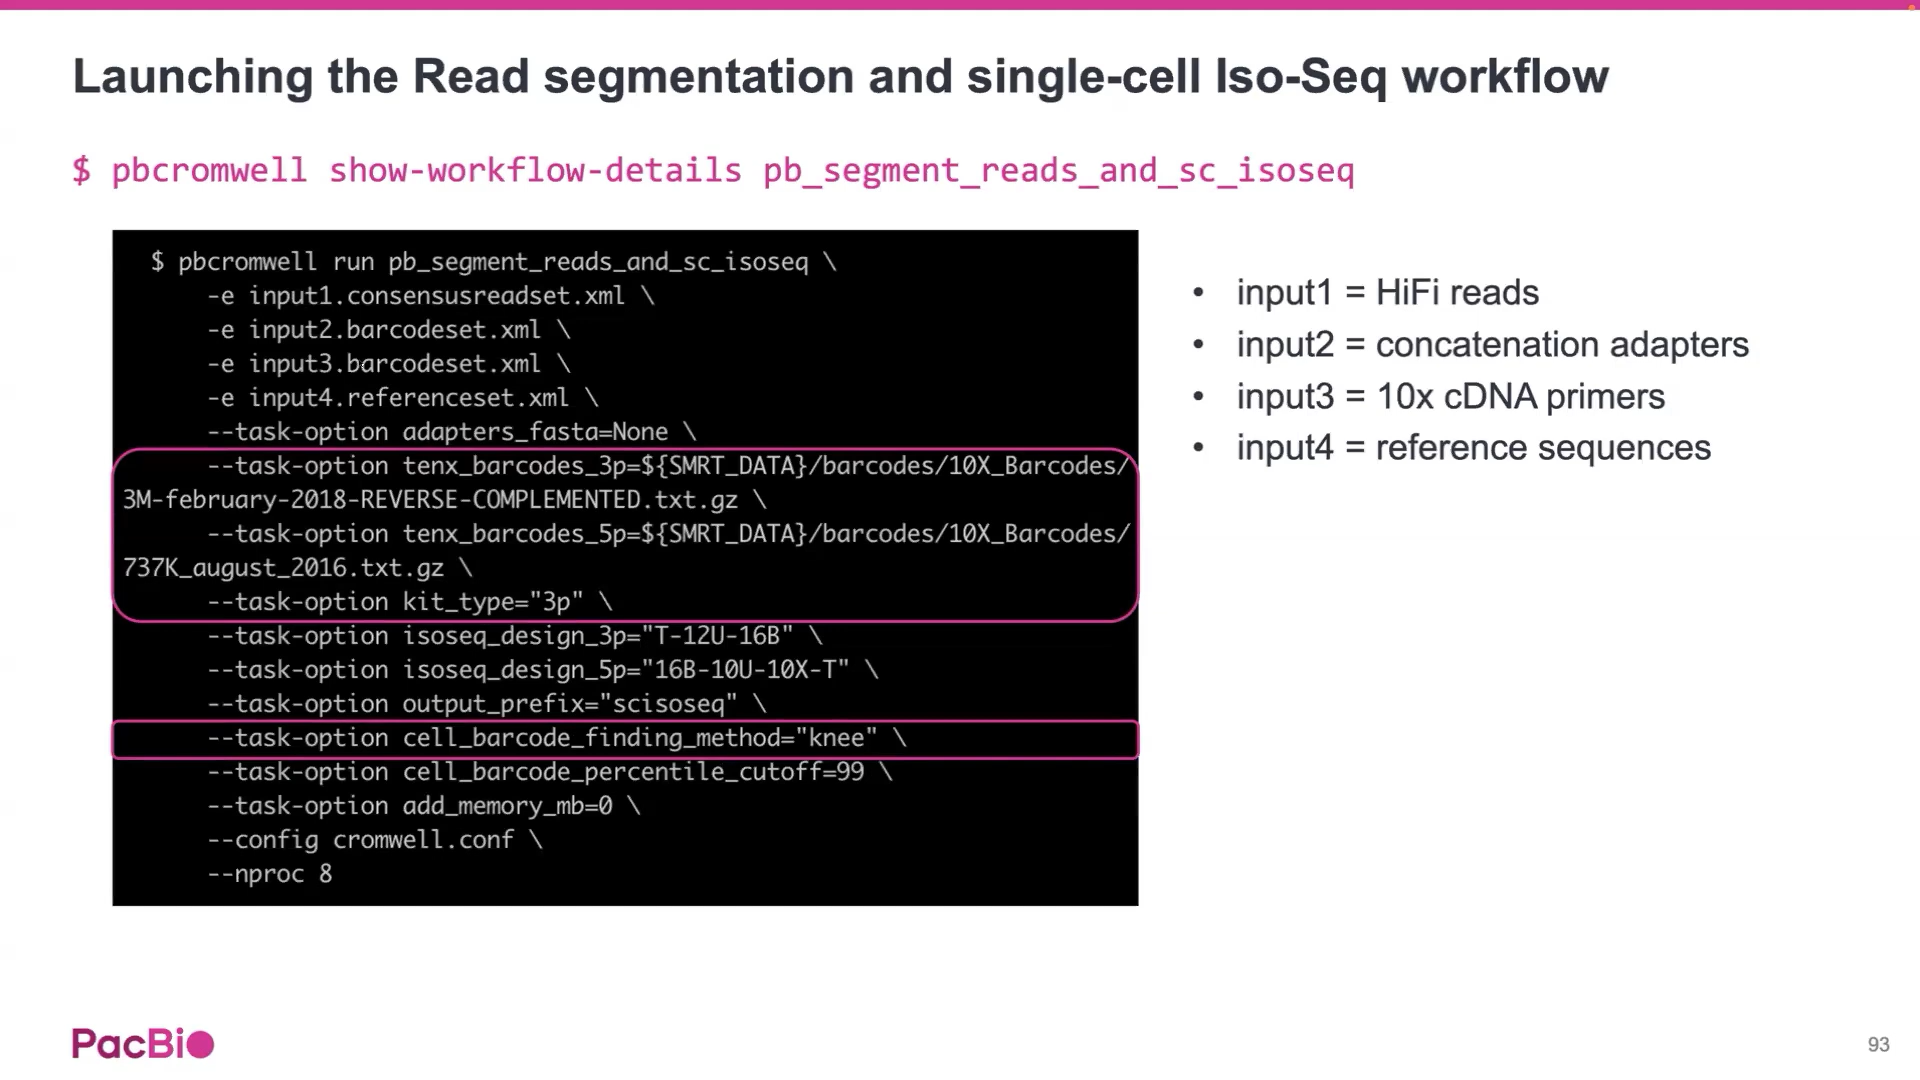 Launching the Read segmentation and single-cell Iso-Seq workflow
$ pbcromwell show-workflow-details pb_segment_reads_and_sc_isoseq
$ pbcromwell run pb_segment_reads_and_sc_isoseq \
-e input1.consensusreadset.xml \
-e input2.barcodeset.xml \
-e input3.barcodeset.xml \
-e input4.referenceset.xml \
--task-option adapters_fasta=None \
--task-option tenx_barcodes_3p=${SMRT_DATA}/barcodes/10X_Barcodes/
3M-february-2018-REVERSE-COMPLEMENTED.txt.gz \
--task-option tenx_barcodes_5p=${SMRT_DATA}/barcodes/10X_Barcodes/
737K_august_2016.txt.gz \
--task-option kit_type="3p" \
--task-option isoseq_design_3p="T-12U-16B" \
--task-option isoseq_design_5p="16B-10U-10X-T" \
--task-option output_prefix="scisoseq" \
--task-option cell_barcode_finding_method="knee" \
--task-option cell_barcode_percentile_cutoff=99 \
--task-option add_memory_mb=0 \
--config cromwell.conf \
--nproc 8
• input1 = HiFi reads
• input2 = concatenation adapters
• input3 = 10x cDNA primers
• input4 = reference sequences
PacBio
93